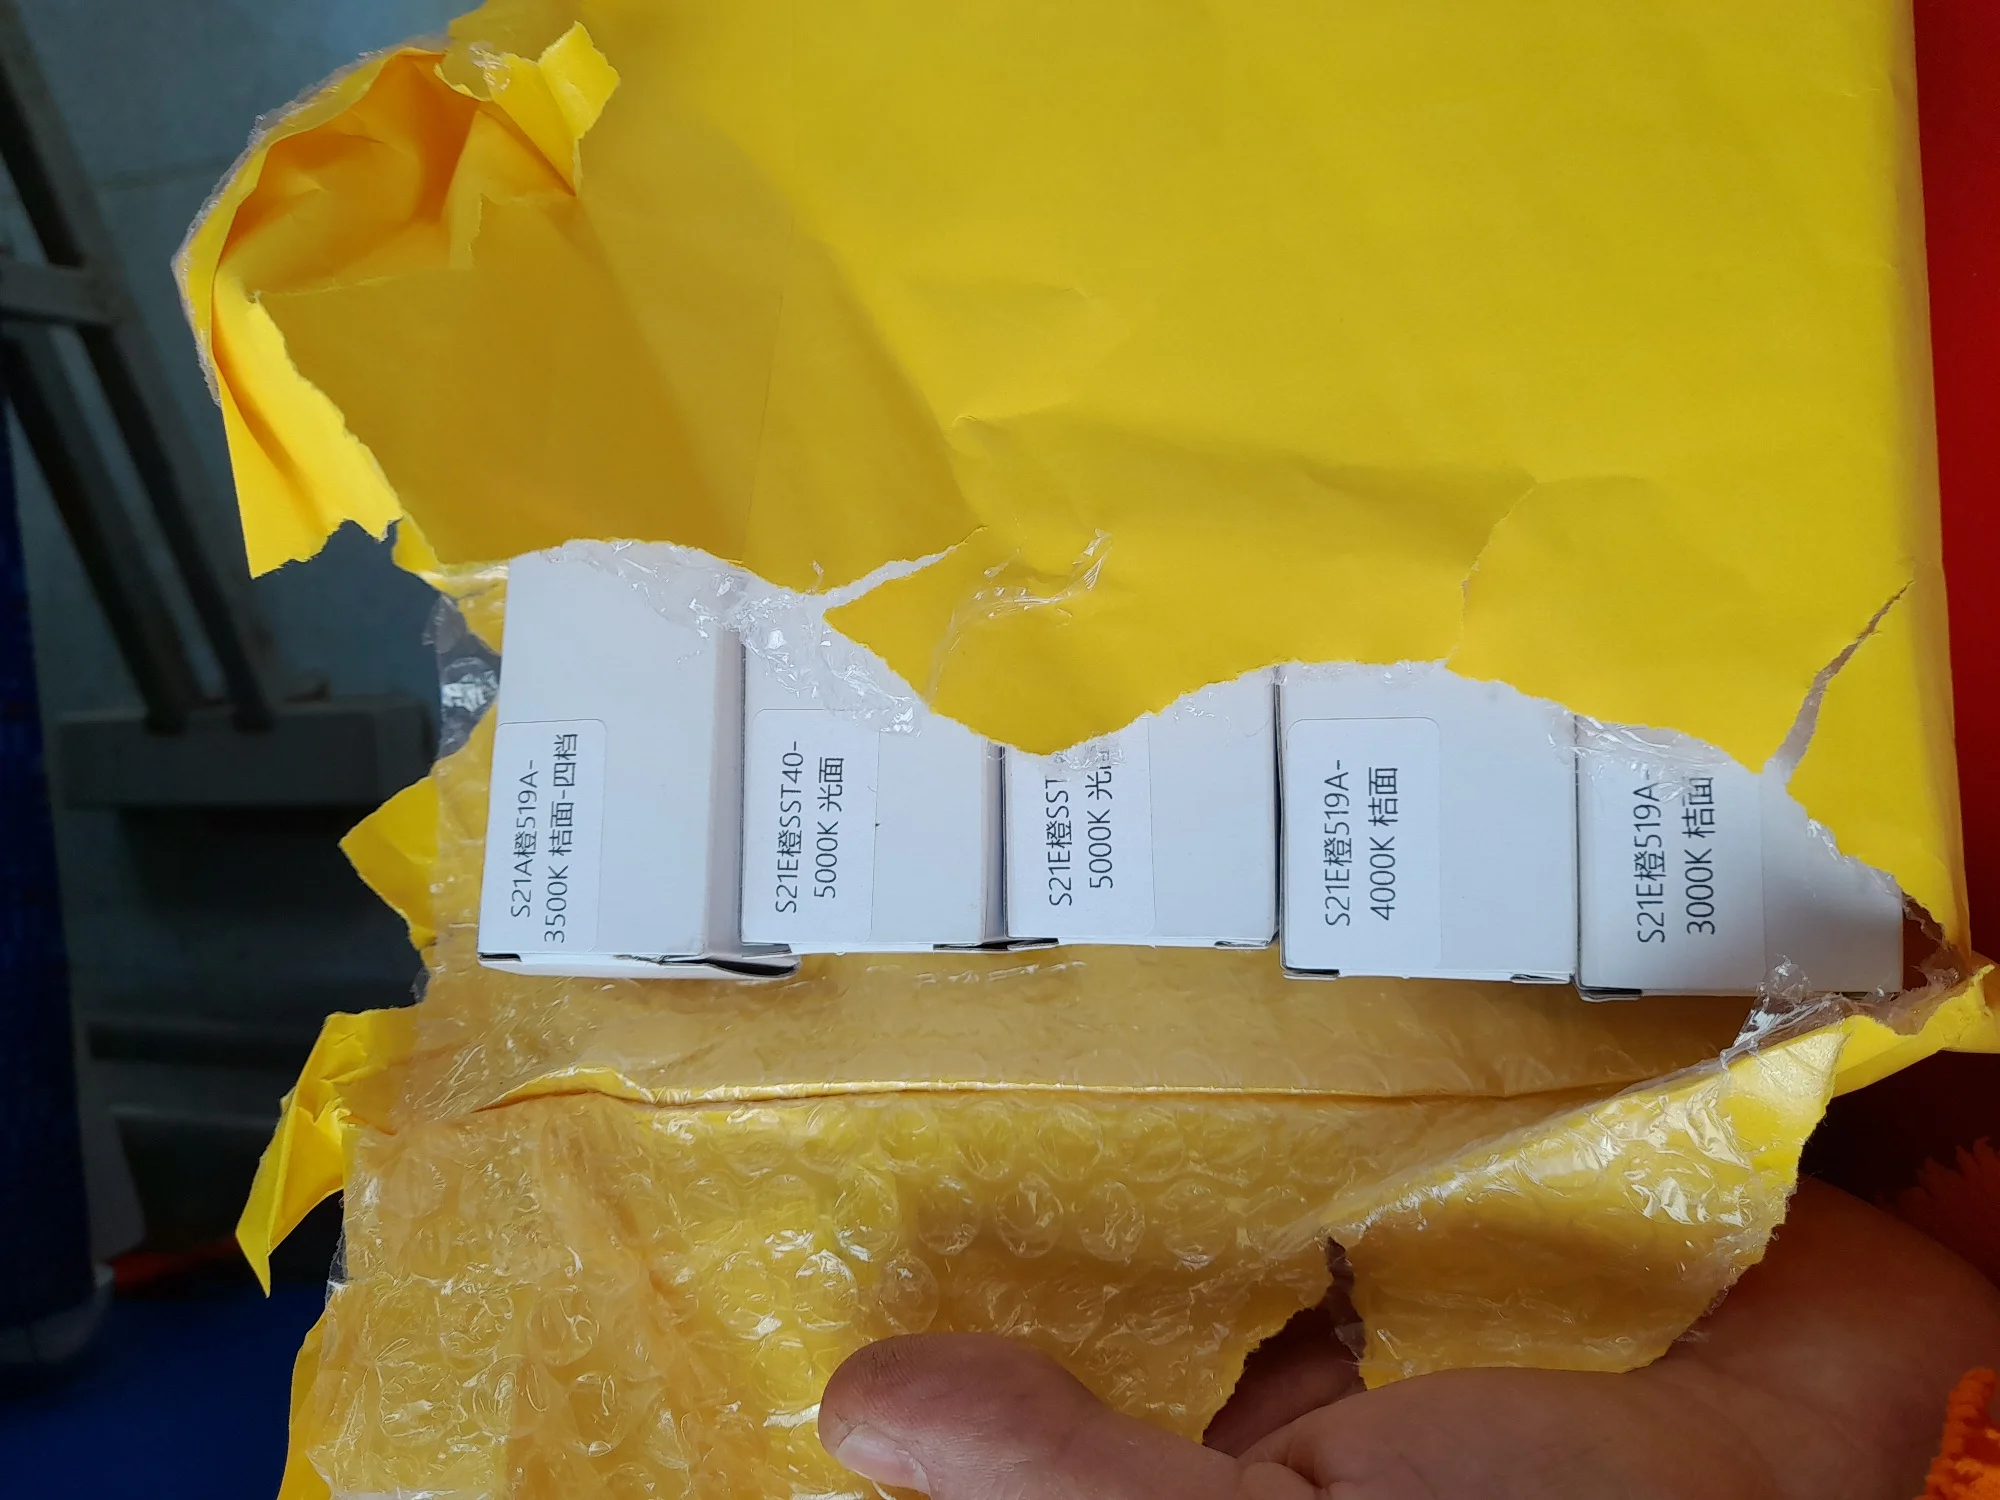 S21A橙519A-
3500K 桔面-四档
S21E橙SST40-
5000K 光面
S21E橙SST
5000K 光
S21E橙519A-
4000K 桔面
S21E橙519A-
3000K 桔面